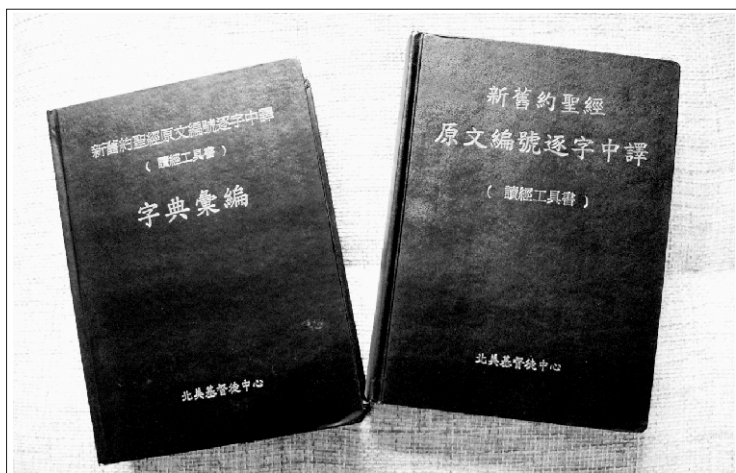 新舊約聖經原文編號逐字中譯
( 讀經工具書 )
字典彙編
北美基督徒中心
新舊約聖經
原文編號逐字中譯
( 讀經工具書 )
北美基督徒中心